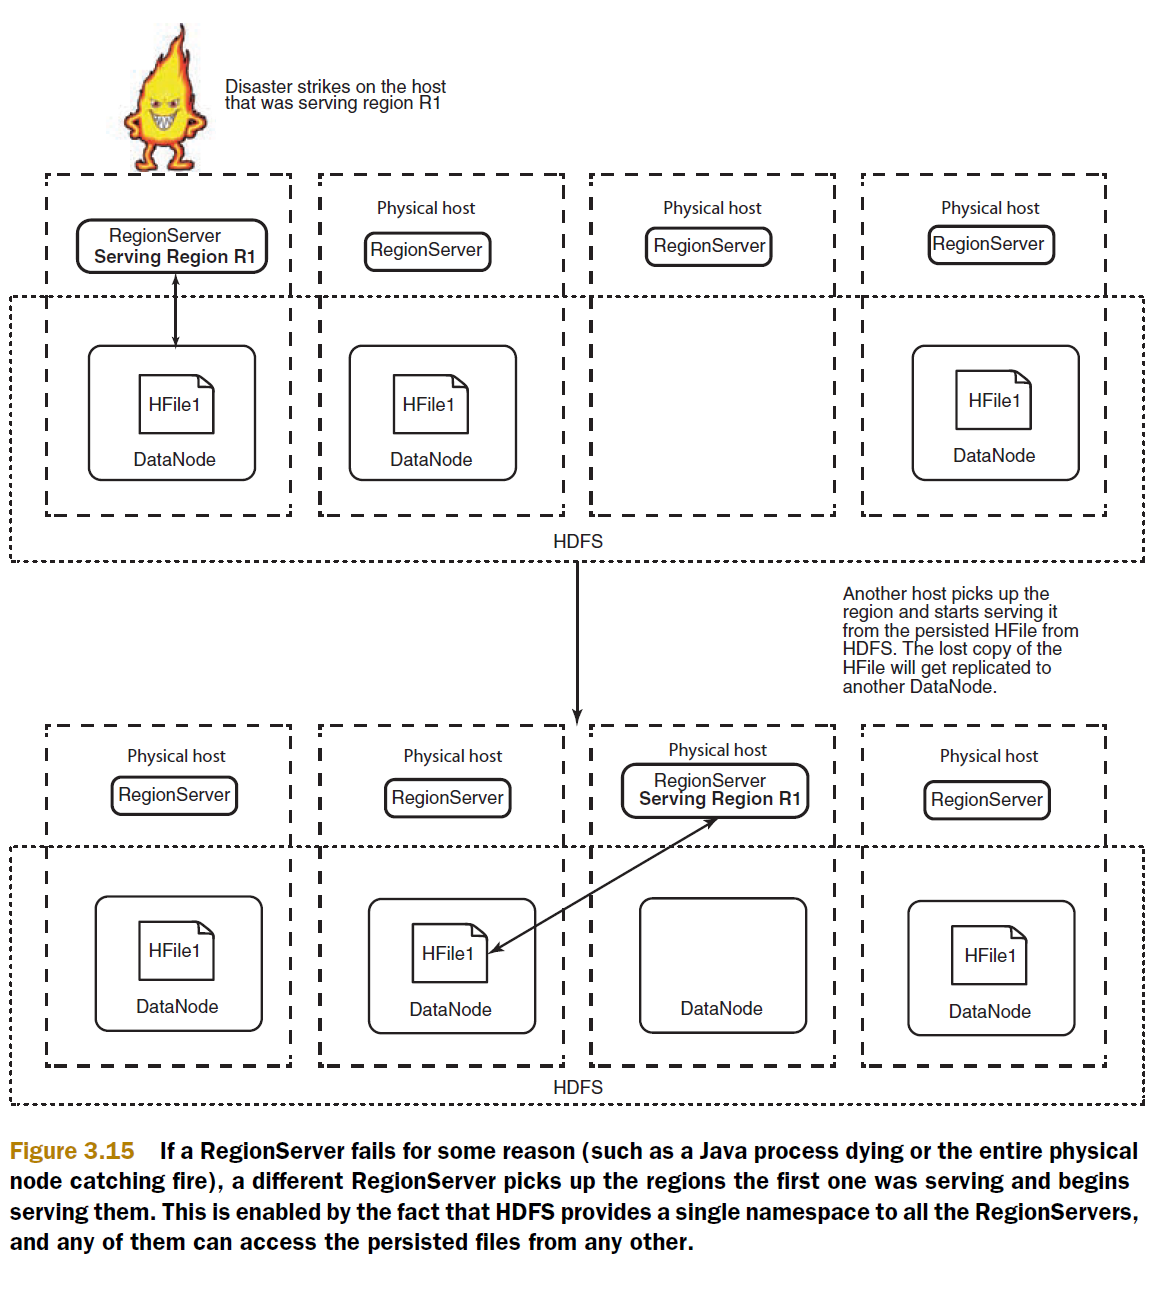 Disaster strikes on the host
that was serving region R1
Physical host
Physical host
Physical host
RegionServer
Serving Region R1
RegionServer
RegionServer
RegionServer
HFile1
DataNode
HFile1
DataNode
HFile1
DataNode
HDFS
Another host picks up the
region and starts serving it
from the persisted HFile from
HDFS. The lost copy of the
HFile will get replicated to
another DataNode.
Physical host
Physical host
Physical host
Physical host
RegionServer
RegionServer
RegionServer
Serving Region R1
RegionServer
HFile1
DataNode
HFile1
DataNode
DataNode
HFile1
DataNode
HDFS
Figure 3.15 If a RegionServer fails for some reason (such as a Java process dying or the entire physical
node catching fire), a different RegionServer picks up the regions the first one was serving and begins
serving them. This is enabled by the fact that HDFS provides a single namespace to all the RegionServers,
and any of them can access the persisted files from any other.